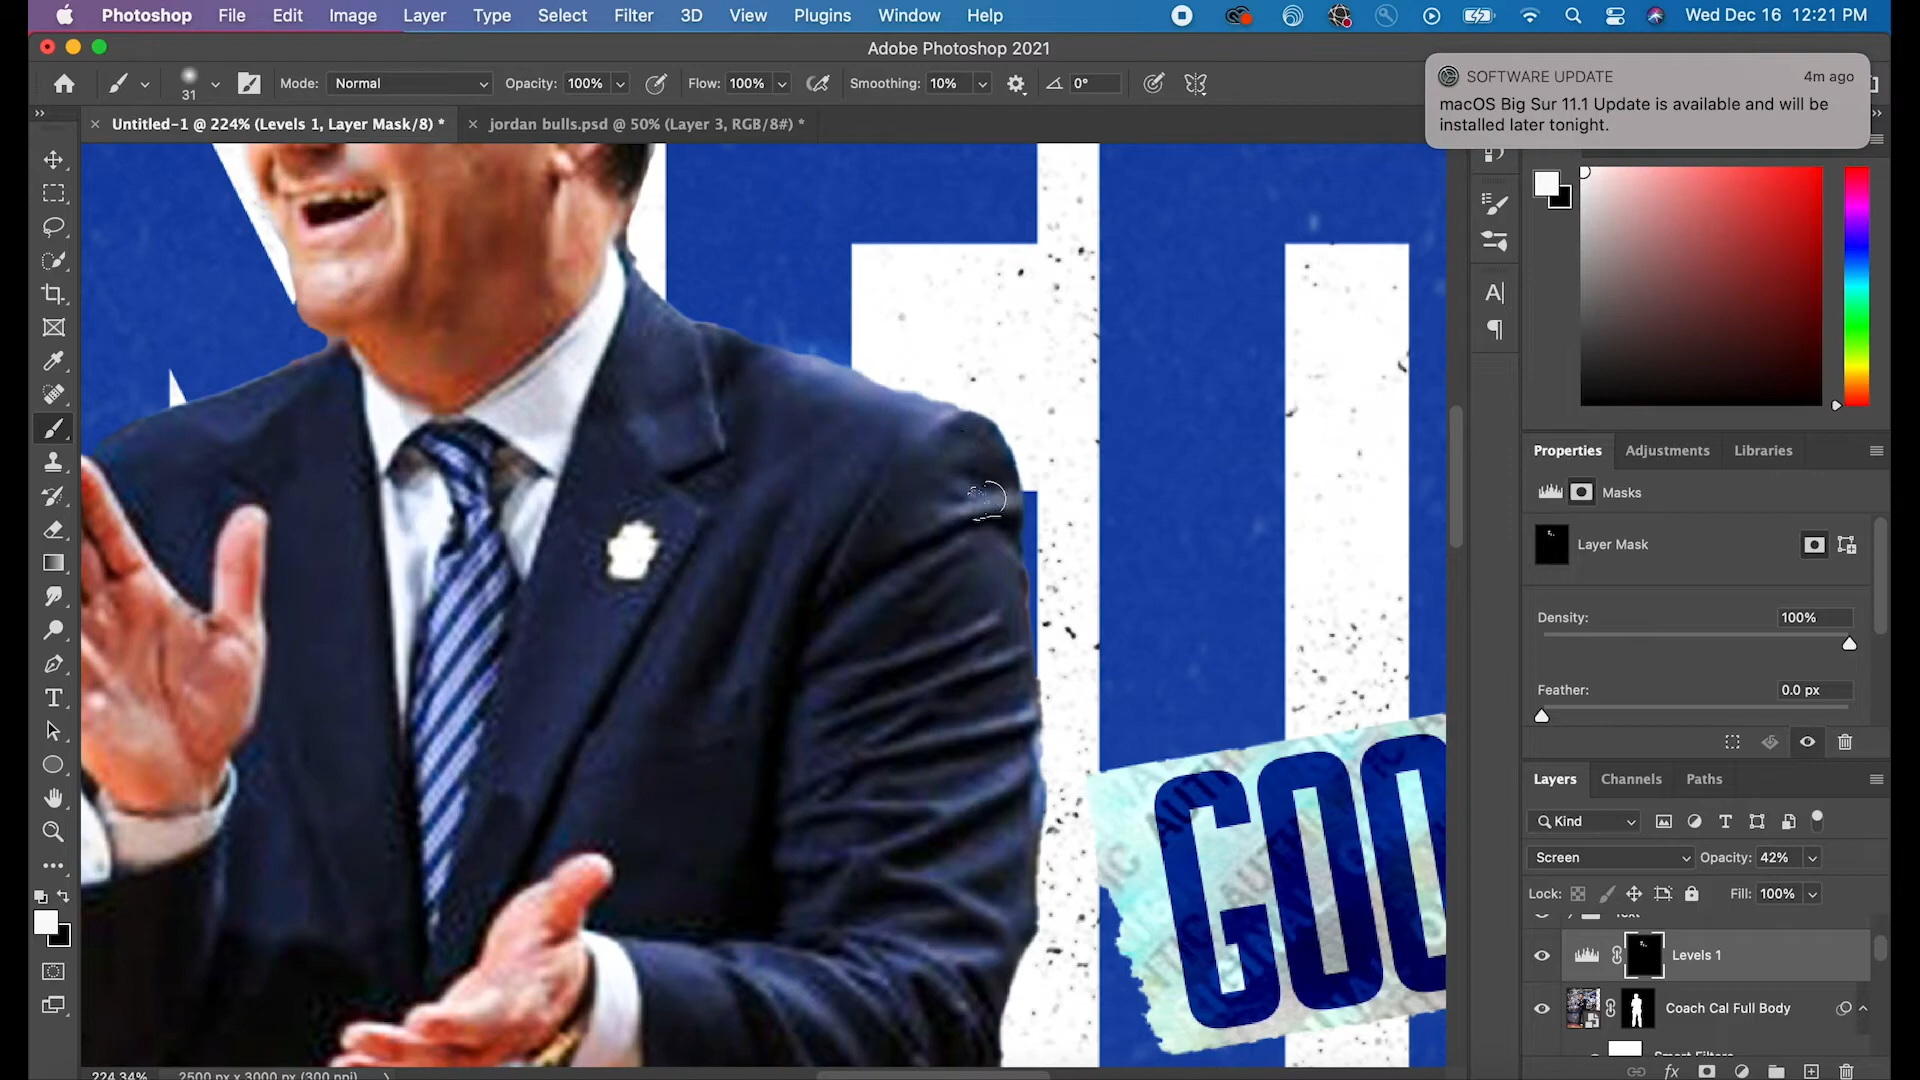 Photoshop File Edit Image Layer Type Select Filter 3D View Plugins Window Help Wed Dec 16 12:21 PM
Adobe Photoshop 2021
31 Mode: Normal Opacity: 100% Flow: 100% Smoothing: 10% 0°
SOFTWARE UPDATE 4m ago
macOS Big Sur 11.1 Update is available and will be
installed later tonight.
Untitled-1 @ 224% (Levels 1, Layer Mask/8) * jordan bulls.psd @ 50% (Layer 3, RGB/8#) *
Properties Adjustments Libraries
Masks
Layer Mask
Density: 100%
Feather: 0.0 px
Layers Channels Paths
Kind
Screen Opacity: 42%
Lock: Fill: 100%
Text
Levels 1
Coach Cal Full Body
Smart Filters
GOO
224.34% 2500 px x 3000 px (300 ppi)